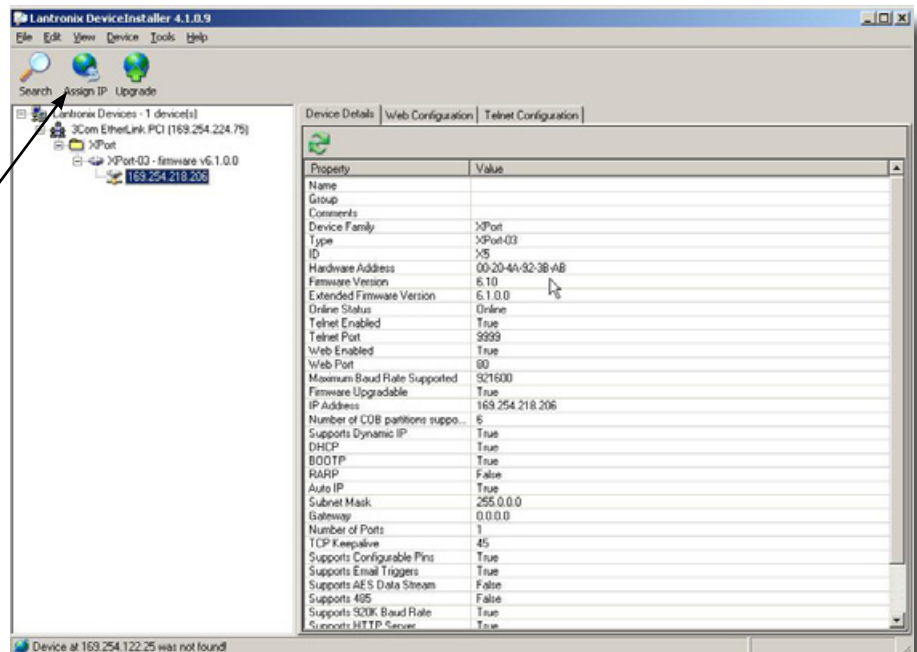 Lantronix DeviceInstaller 4.1.0.9
File Edit View Device Tools Help
Search Assign IP Upgrade
Lantronix Devices - 1 device(s)
3Com EtherLink PCI (169.254.224.75)
XPort
XPort-03 - firmware v6.1.0.0
169.254.218.206
Device Details Web Configuration Telnet Configuration
Property Value
Name
Group
Comments
Device Family XPort
Type XPort-03
ID X5
Hardware Address 00-20-4A-92-3B-AB
Firmware Version 6.10
Extended Firmware Version 6.1.0.0
Online Status Online
Telnet Enabled True
Telnet Port 9999
Web Enabled True
Web Port 80
Maximum Baud Rate Supported 921600
Firmware Upgradable True
IP Address 169.254.218.206
Number of COB partitions suppo... 6
Supports Dynamic IP True
DHCP True
BOOTP True
RARP False
Auto IP True
Subnet Mask 255.0.0.0
Gateway 0.0.0.0
Number of Ports 1
TCP Keepalive 45
Supports Configurable Pins True
Supports Email Triggers True
Supports AES Data Stream False
Supports 485 False
Supports 920K Baud Rate True
Supports HTTP Server True
Device at 169.254.122.25 was not found!